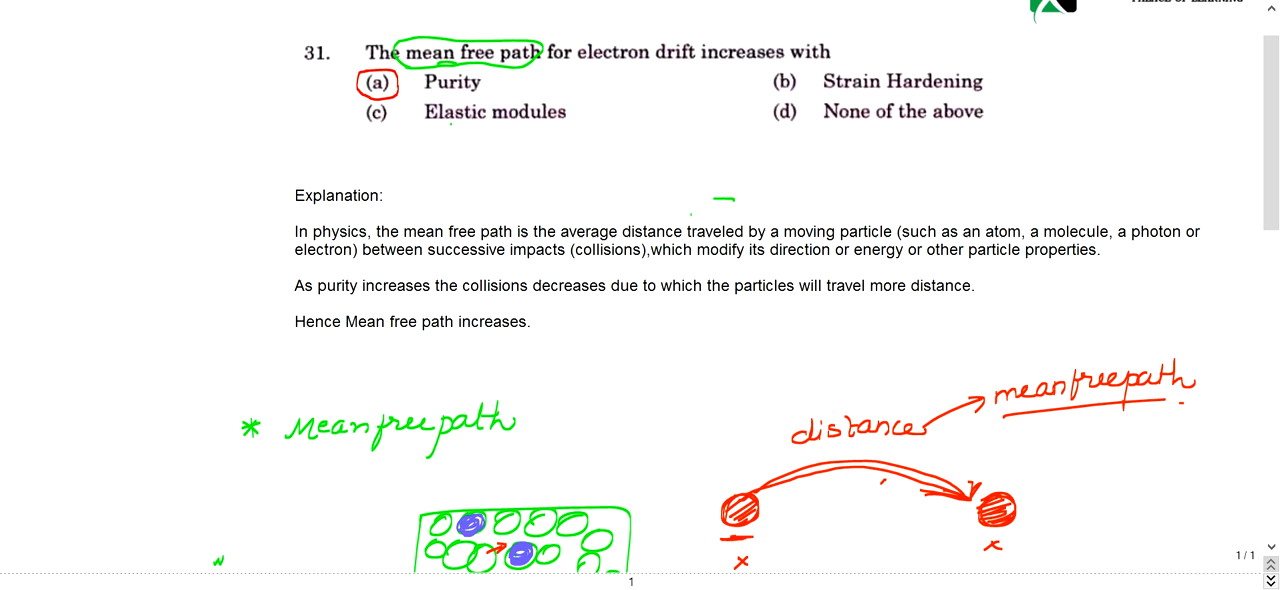 31. The mean free path for electron drift increases with
(a) Purity (b) Strain Hardening
(c) Elastic modules (d) None of the above
Explanation:
In physics, the mean free path is the average distance traveled by a moving particle (such as an atom, a molecule, a photon or
electron) between successive impacts (collisions),which modify its direction or energy or other particle properties.
As purity increases the collisions decreases due to which the particles will travel more distance.
Hence Mean free path increases.
mean free path
* Mean free path
distance
x
x
1 / 1
1